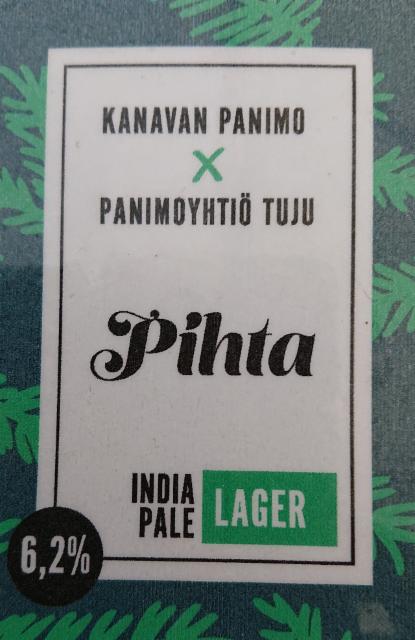 KANAVAN PANIMO
X
PANIMOYHTIÖ TUJU
Pihta
INDIA
PALE
LAGER
6,2%